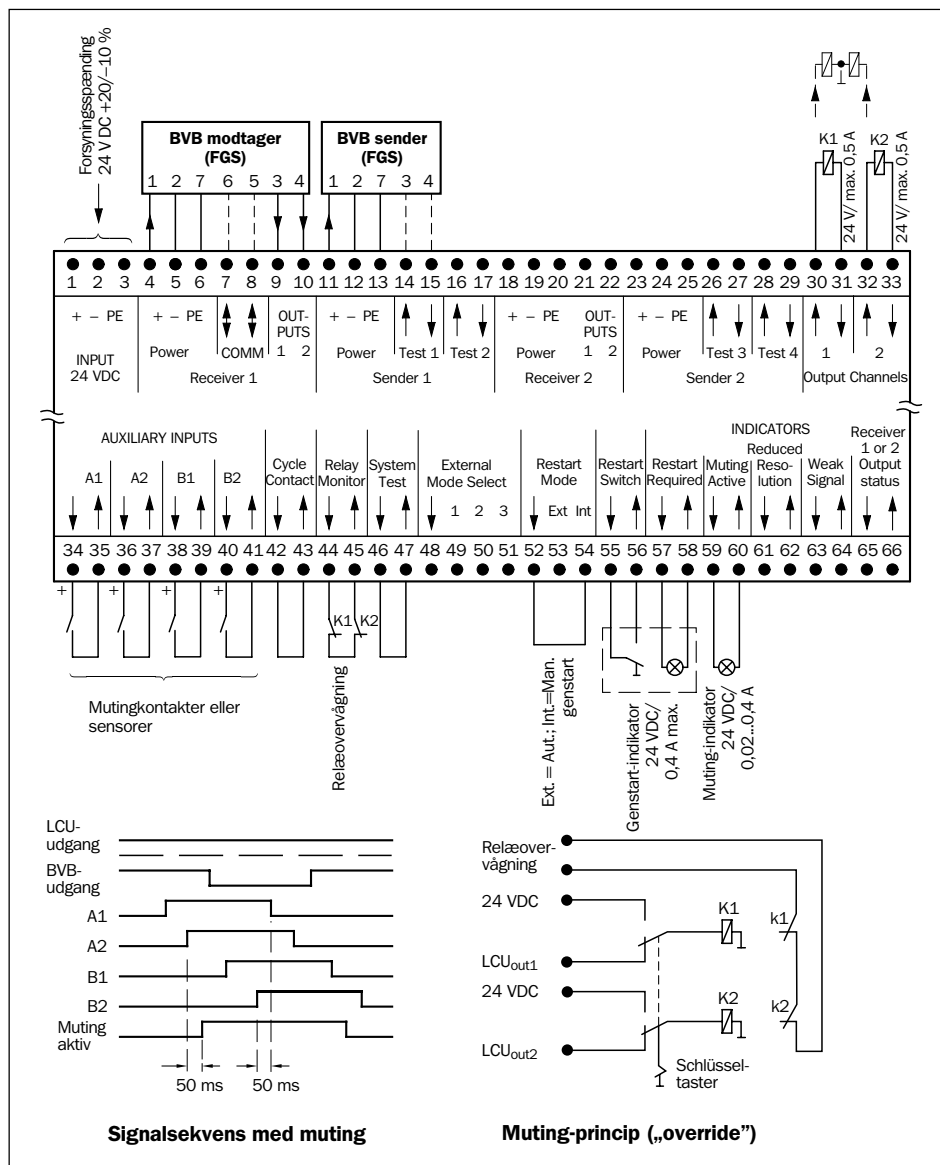 Forsyningsspænding
24 V DC +20/–10 %
BVB modtager
(FGS)
1 2 7 6 5 3 4
BVB sender
(FGS)
1 2 7 3 4
K1
24 V/ max. 0,5 A
K2
24 V/ max. 0,5 A
1 2 3 4 5 6 7 8 9 10 11 12 13 14 15 16 17 18 19 20 21 22 23 24 25 26 27 28 29 30 31 32 33
+ – PE
INPUT
24 VDC
+ – PE
Power
COMM
OUT-
PUTS
1 2
Receiver 1
+ – PE
Power
Test 1
Test 2
Sender 1
+ – PE
Power
OUT-
PUTS
1 2
Receiver 2
+ – PE
Power
Test 3
Test 4
Sender 2
1 2
Output Channels
AUXILIARY INPUTS
A1
A2
B1
B2
Cycle
Contact
Relay
Monitor
System
Test
External
Mode Select
1 2 3
Restart
Mode
Ext Int
Restart
Switch
Restart
Required
INDICATORS
Muting
Active
Reduced
Reso-
lution
Weak
Signal
Receiver
1 or 2
Output
status
34 35 36 37 38 39 40 41 42 43 44 45 46 47 48 49 50 51 52 53 54 55 56 57 58 59 60 61 62 63 64 65 66
+ + + +
K1 K2
Mutingkontakter eller
sensorer
Relæovervågning
Ext. = Aut.; Int.=Man.
genstart
Genstart-indikator
24 VDC/
0,4 A max.
Muting-indikator
24 VDC/
0,02...0,4 A
LCU-
udgang
BVB-
udgang
A1
A2
B1
B2
Muting
aktiv
50 ms
50 ms
Signalsekvens med muting
Relæover-
vågning
24 VDC
K1
k1
LCUout1
24 VDC
K2
k2
LCUout2
Schlüssel-
taster
Muting-princip („override”)